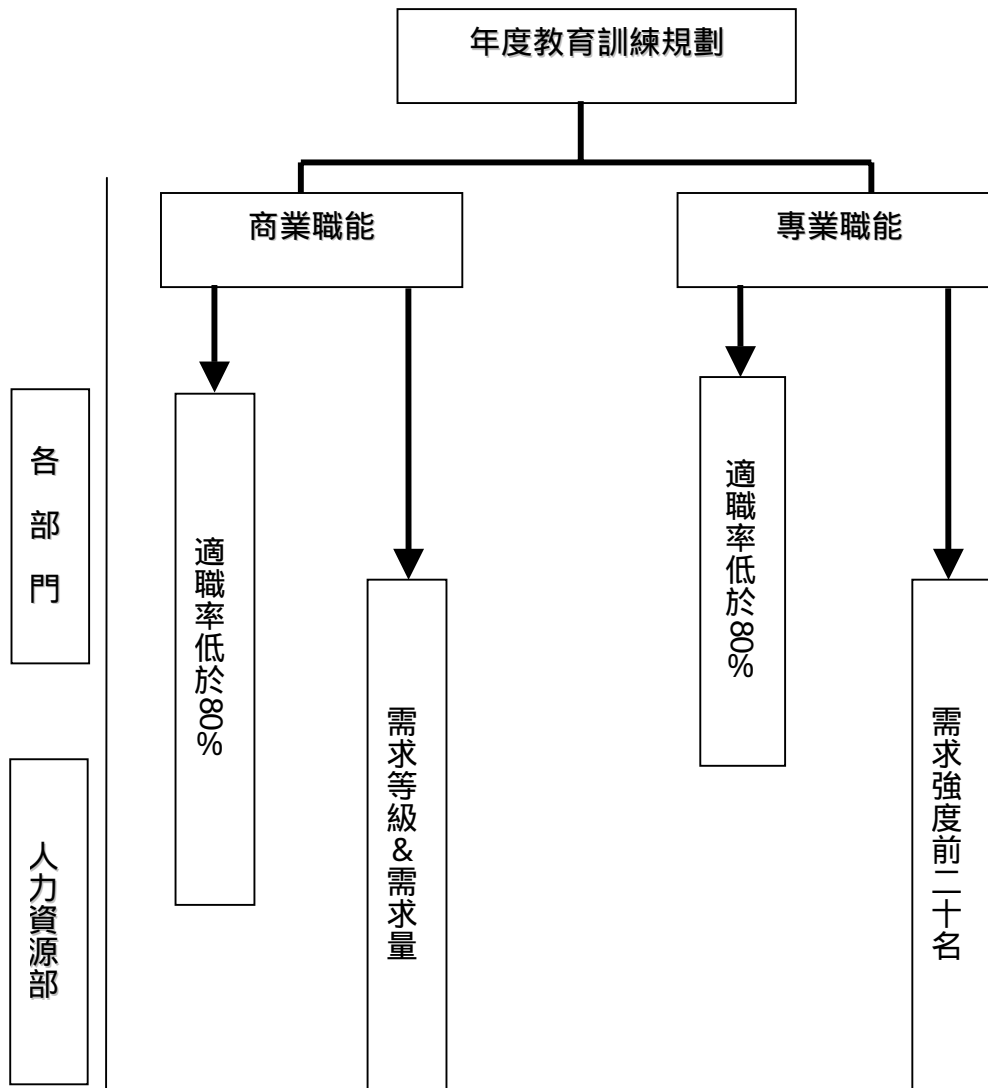 年度教育訓練規劃
商業職能
專業職能
各部門
適職率低於80%
適職率低於80%
需求等級&需求量
需求強度前二十名
人力資源部